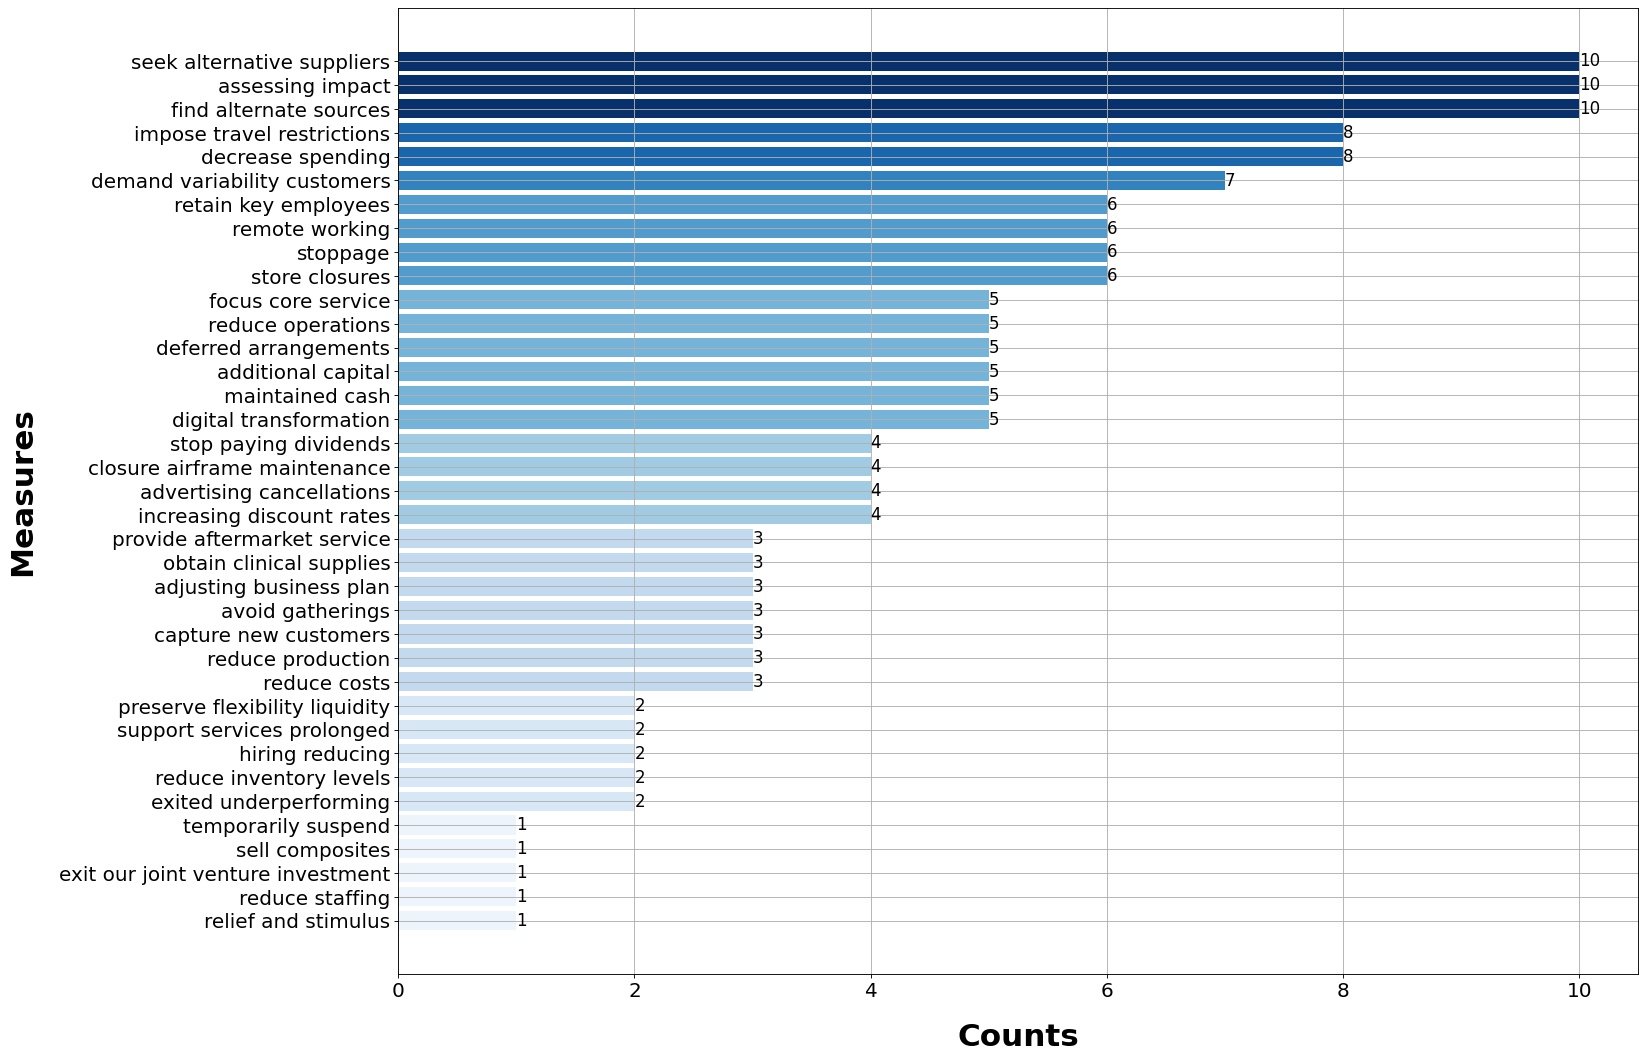 seek alternative suppliers 10
assessing impact 10
find alternate sources 10
impose travel restrictions 8
decrease spending 8
demand variability customers 7
retain key employees 6
remote working 6
stoppage 6
store closures 6
focus core service 5
reduce operations 5
deferred arrangements 5
additional capital 5
maintained cash 5
digital transformation 5
stop paying dividends 4
closure airframe maintenance 4
advertising cancellations 4
increasing discount rates 4
provide aftermarket service 3
obtain clinical supplies 3
adjusting business plan 3
avoid gatherings 3
capture new customers 3
reduce production 3
reduce costs 3
preserve flexibility liquidity 2
support services prolonged 2
hiring reducing 2
reduce inventory levels 2
exited underperforming 2
temporarily suspend 1
sell composites 1
exit our joint venture investment 1
reduce staffing 1
relief and stimulus 1
0 2 4 6 8 10
Counts
Measures